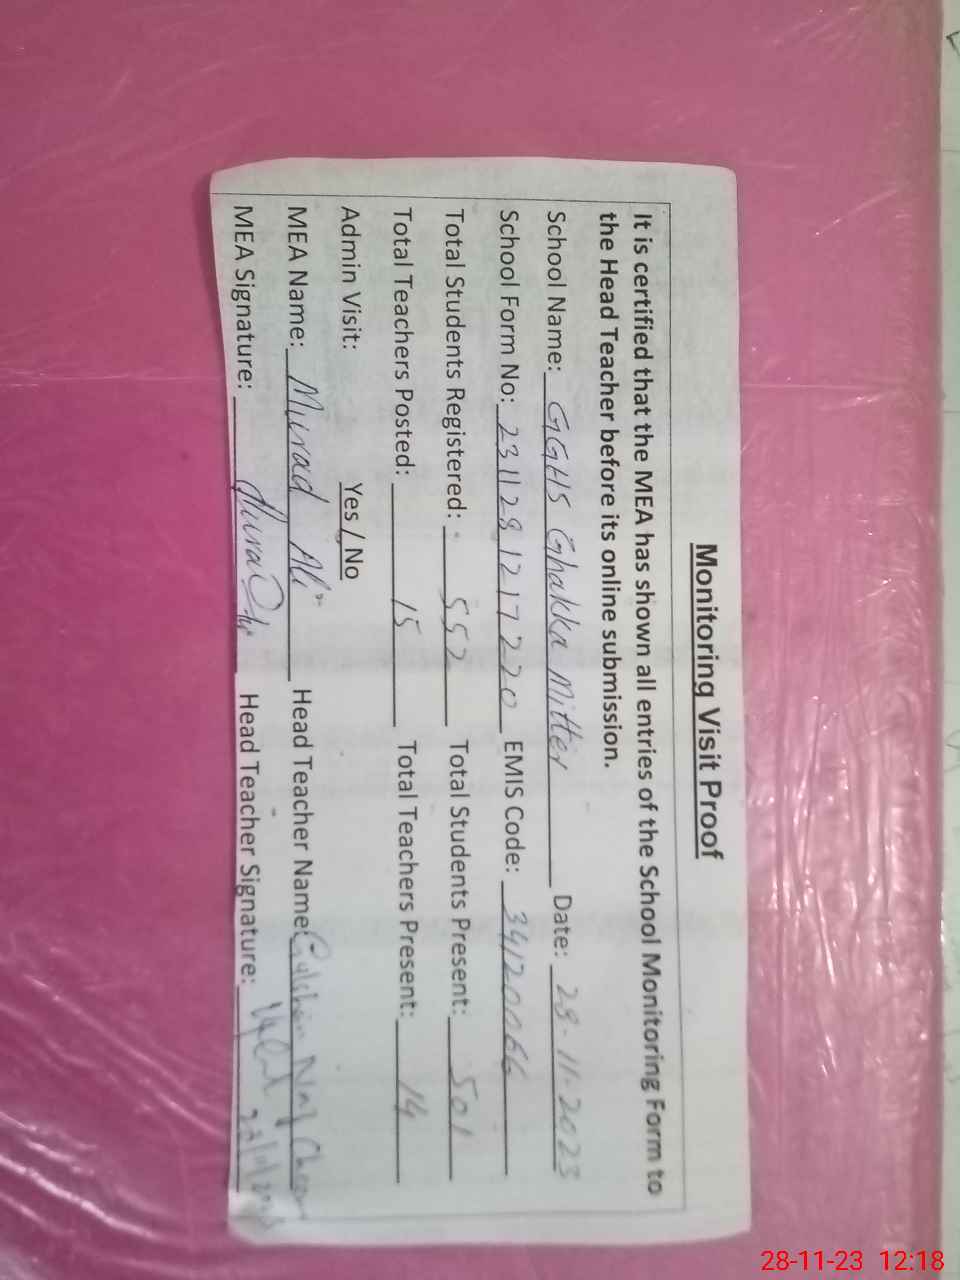 Monitoring Visit Proof
It is certified that the MEA has shown all entries of the School Monitoring Form to
the Head Teacher before its online submission.
School Name: GGHS Ghakka Mitter Date: 28-11-2023
School Form No: 231128 1217220 EMIS Code: 34120066
Total Students Registered: 552 Total Students Present: 501
Total Teachers Posted: 15 Total Teachers Present: 14
Admin Visit: Yes / No
MEA Name: Murad Ali Head Teacher Name: Gulshan Naz
MEA Signature: Head Teacher Signature:
28-11-23 12:18